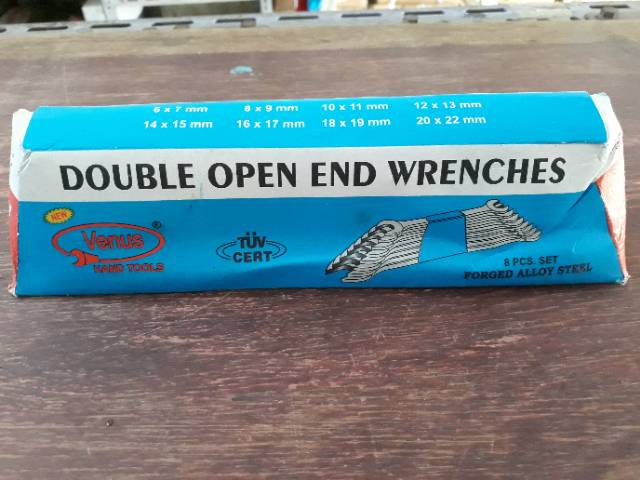 6 x 7 mm 8 x 9 mm 10 x 11 mm 12 x 13 mm
14 x 15 mm 16 x 17 mm 18 x 19 mm 20 x 22 mm
DOUBLE OPEN END WRENCHES
NEW
Venus ®
HAND TOOLS
TÜV
CERT
8 PCS. SET
FORGED ALLOY STEEL